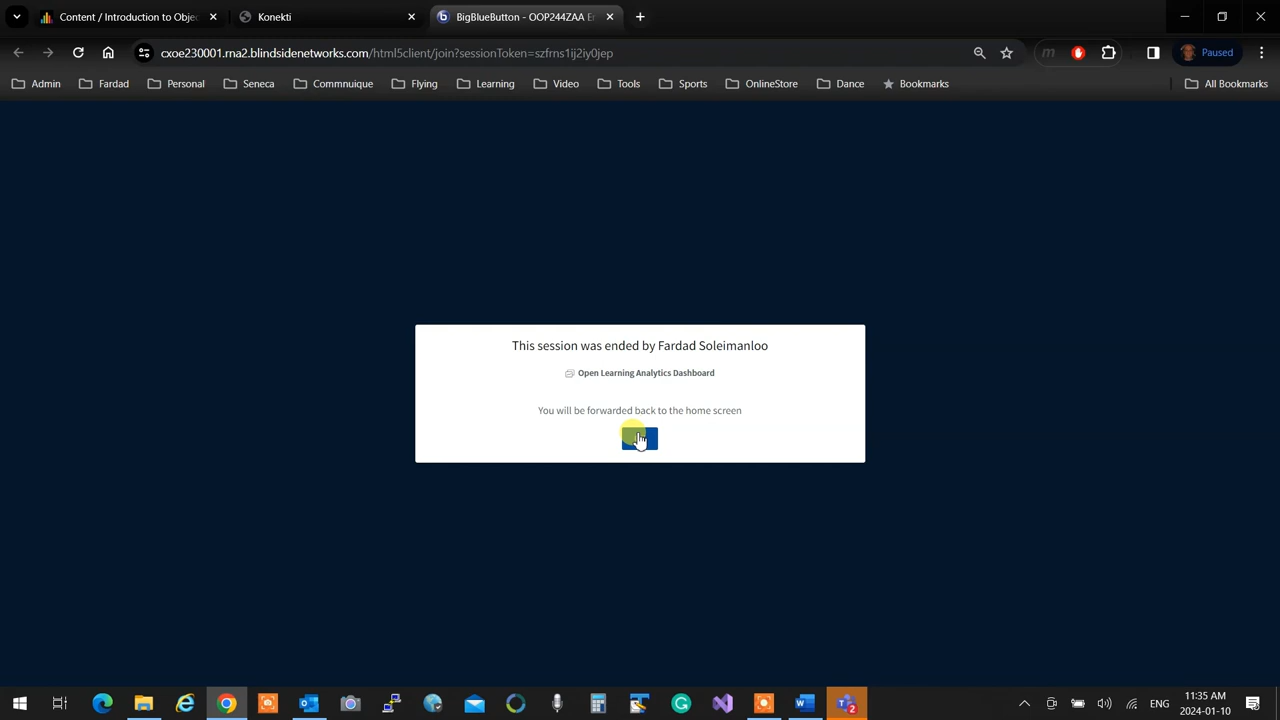 Content / Introduction to Objec
Konekti
BigBlueButton - OOP244ZAA En
cxoe230001.rna2.blindsidenetworks.com/html5client/join?sessionToken=szfrns1ij2iy0jep
Paused
Admin
Fardad
Personal
Seneca
Commnuique
Flying
Learning
Video
Tools
Sports
OnlineStore
Dance
Bookmarks
All Bookmarks
This session was ended by Fardad Soleimanloo
Open Learning Analytics Dashboard
You will be forwarded back to the home screen
ENG
11:35 AM
2024-01-10
2